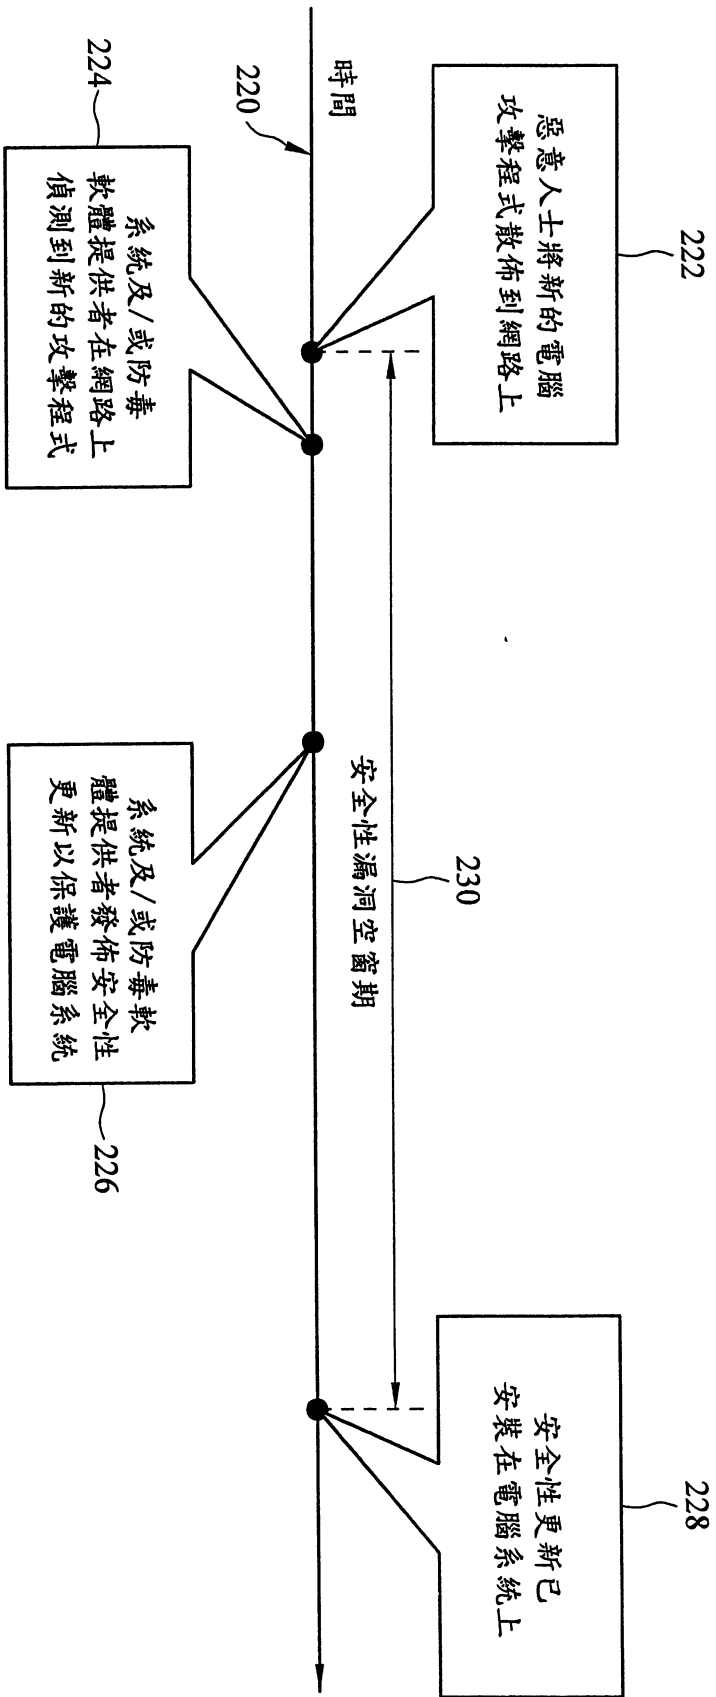 222
惡意人士將新的電腦
攻擊程式散佈到網路上
228
安全性更新已
安裝在電腦系統上
230
安全性漏洞空窗期
時間
220
224
系統及/或防毒
軟體提供者在網路上
偵測到新的攻擊程式
系統及/或防毒軟
體提供者發佈安全性
更新以保護電腦系統
226